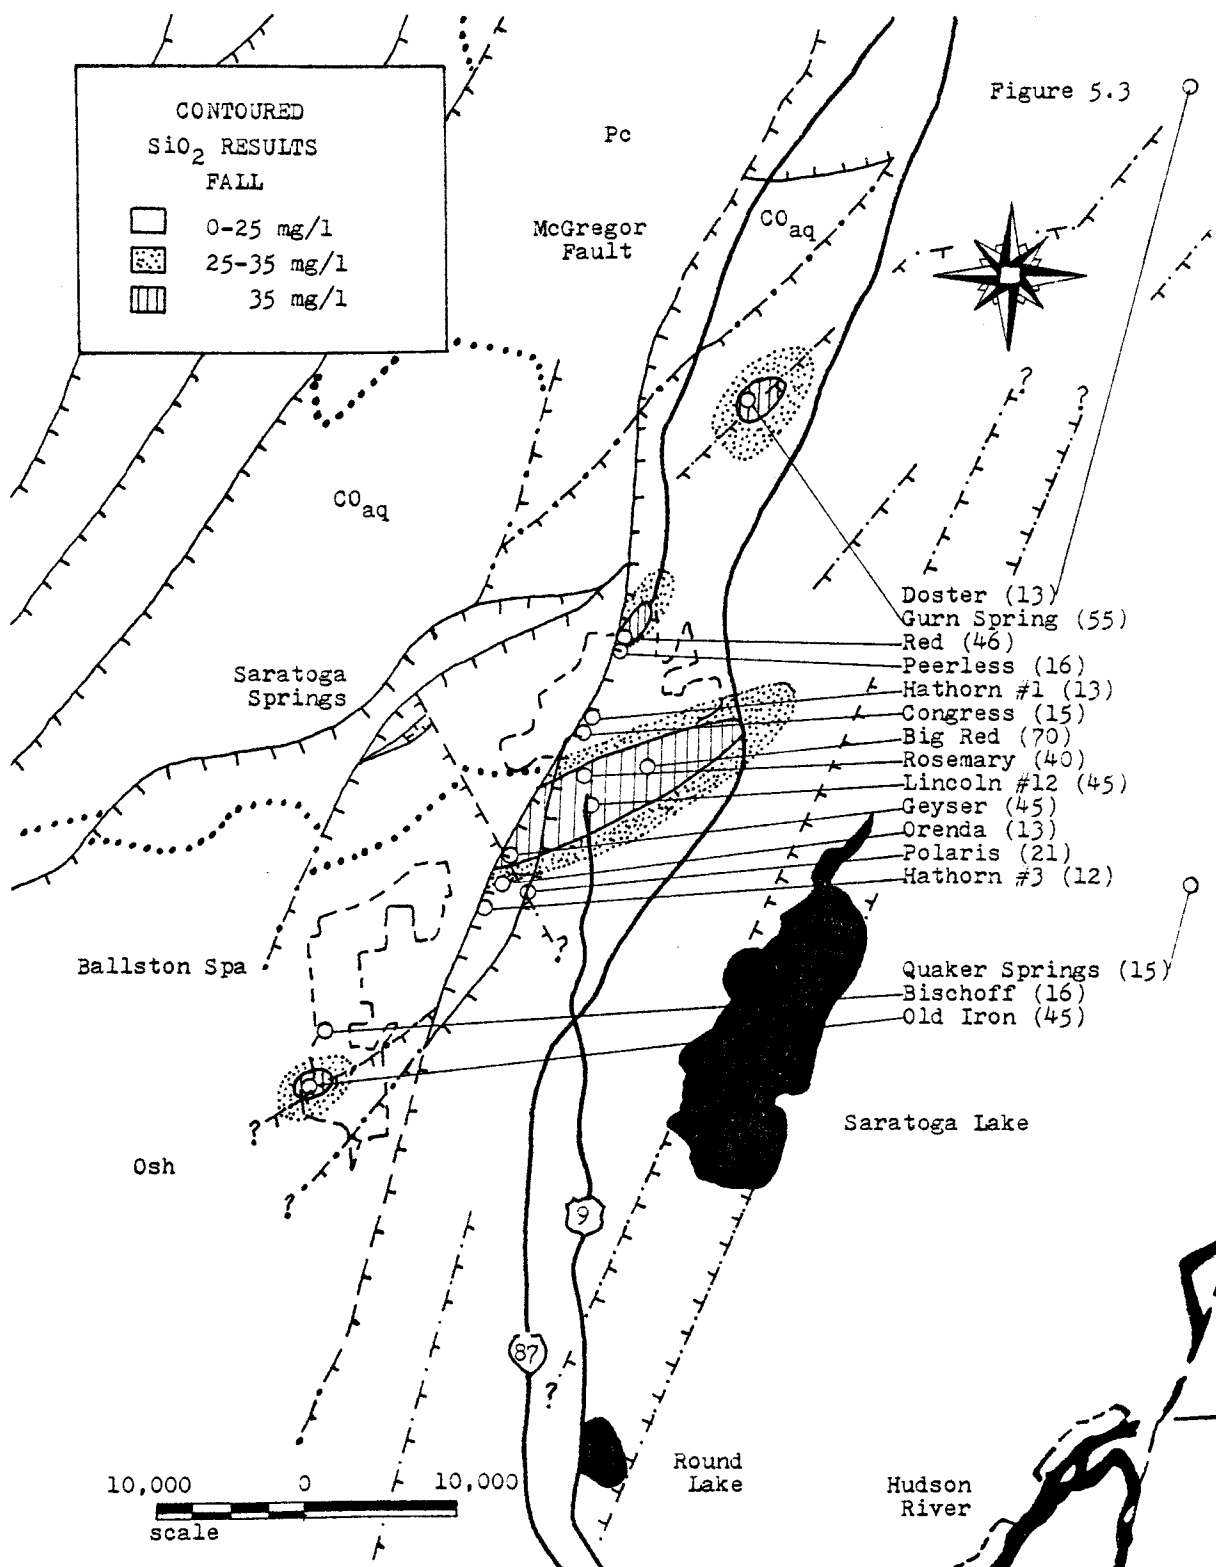 Figure 5.3
CONTOURED
SiO2 RESULTS
FALL
0-25 mg/l
25-35 mg/l
35 mg/l
Pc
McGregor
Fault
COaq
?
?
COaq
Doster (13)
Gurn Spring (55)
Red (46)
Peerless (16)
Saratoga
Springs
Hathorn #1 (13)
Congress (15)
Big Red (70)
Rosemary (40)
Lincoln #12 (45)
Geyser (45)
Orenda (13)
Polaris (21)
Hathorn #3 (12)
?
Ballston Spa
Quaker Springs (15)
Bischoff (16)
Old Iron (45)
?
Saratoga Lake
Osh
?
9
87
?
Round
Lake
Hudson
River
10,000 0 10,000
scale